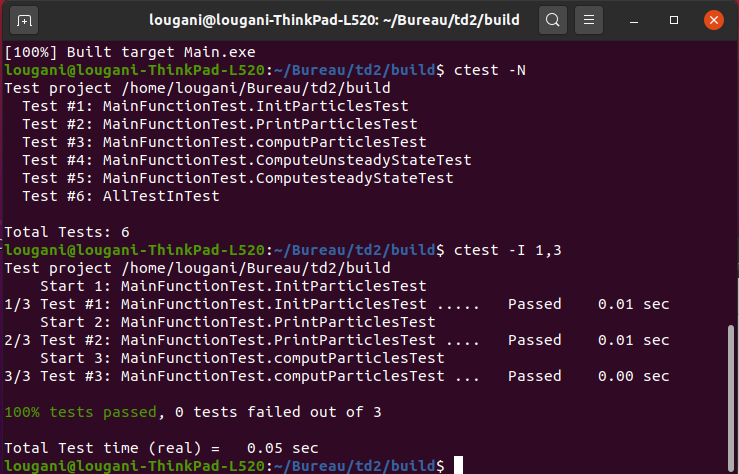 lougani@lougani-ThinkPad-L520: ~/Bureau/td2/build
[100%] Built target Main.exe
lougani@lougani-ThinkPad-L520:~/Bureau/td2/build$ ctest -N
Test project /home/lougani/Bureau/td2/build
  Test #1: MainFunctionTest.InitParticlesTest
  Test #2: MainFunctionTest.PrintParticlesTest
  Test #3: MainFunctionTest.computParticlesTest
  Test #4: MainFunctionTest.ComputeUnsteadyStateTest
  Test #5: MainFunctionTest.ComputesteadyStateTest
  Test #6: AllTestInTest

Total Tests: 6
lougani@lougani-ThinkPad-L520:~/Bureau/td2/build$ ctest -I 1,3
Test project /home/lougani/Bureau/td2/build
    Start 1: MainFunctionTest.InitParticlesTest
1/3 Test #1: MainFunctionTest.InitParticlesTest .....   Passed    0.01 sec
    Start 2: MainFunctionTest.PrintParticlesTest
2/3 Test #2: MainFunctionTest.PrintParticlesTest ....   Passed    0.01 sec
    Start 3: MainFunctionTest.computParticlesTest
3/3 Test #3: MainFunctionTest.computParticlesTest ...   Passed    0.00 sec

100% tests passed, 0 tests failed out of 3

Total Test time (real) =   0.05 sec
lougani@lougani-ThinkPad-L520:~/Bureau/td2/build$